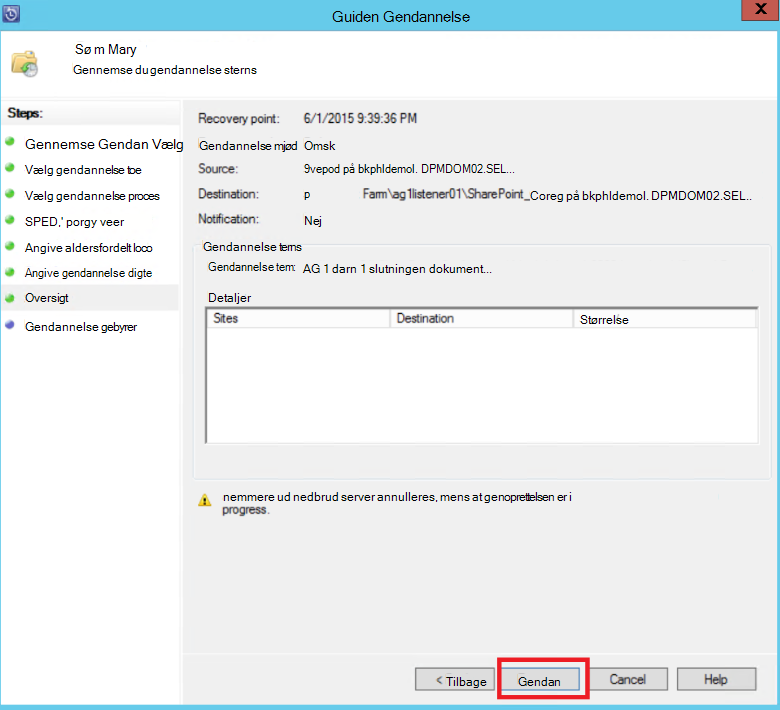 Guiden Gendannelse
X
Sø m Mary
Gennemse du gendannelse sterns
Steps:
Gennemse Gendan Vælg
Vælg gendannelse toe
Vælg gendannelse proces
SPED,' porgy veer
Angive aldersfordelt loco
Angive gendannelse digte
Oversigt
Gendannelse gebyrer
Recovery point: 6/1/2015 9:39:36 PM
Gendannelse mjød Omsk
Source: 9vepod på bkphldemol. DPMDOM02.SEL...
Destination: p Farm\ag1listener01\SharePoint_Coreg på bkphldemol. DPMDOM02.SEL..
Notification: Nej
Gendannelse terns
Gendannelse tem: AG 1 darn 1 slutningen dokument...
Detaljer
Sites Destination Størrelse
nemmere ud nedbrud server annulleres, mens at genoprettelsen er i
progress.
< Tilbage Gendan Cancel Help